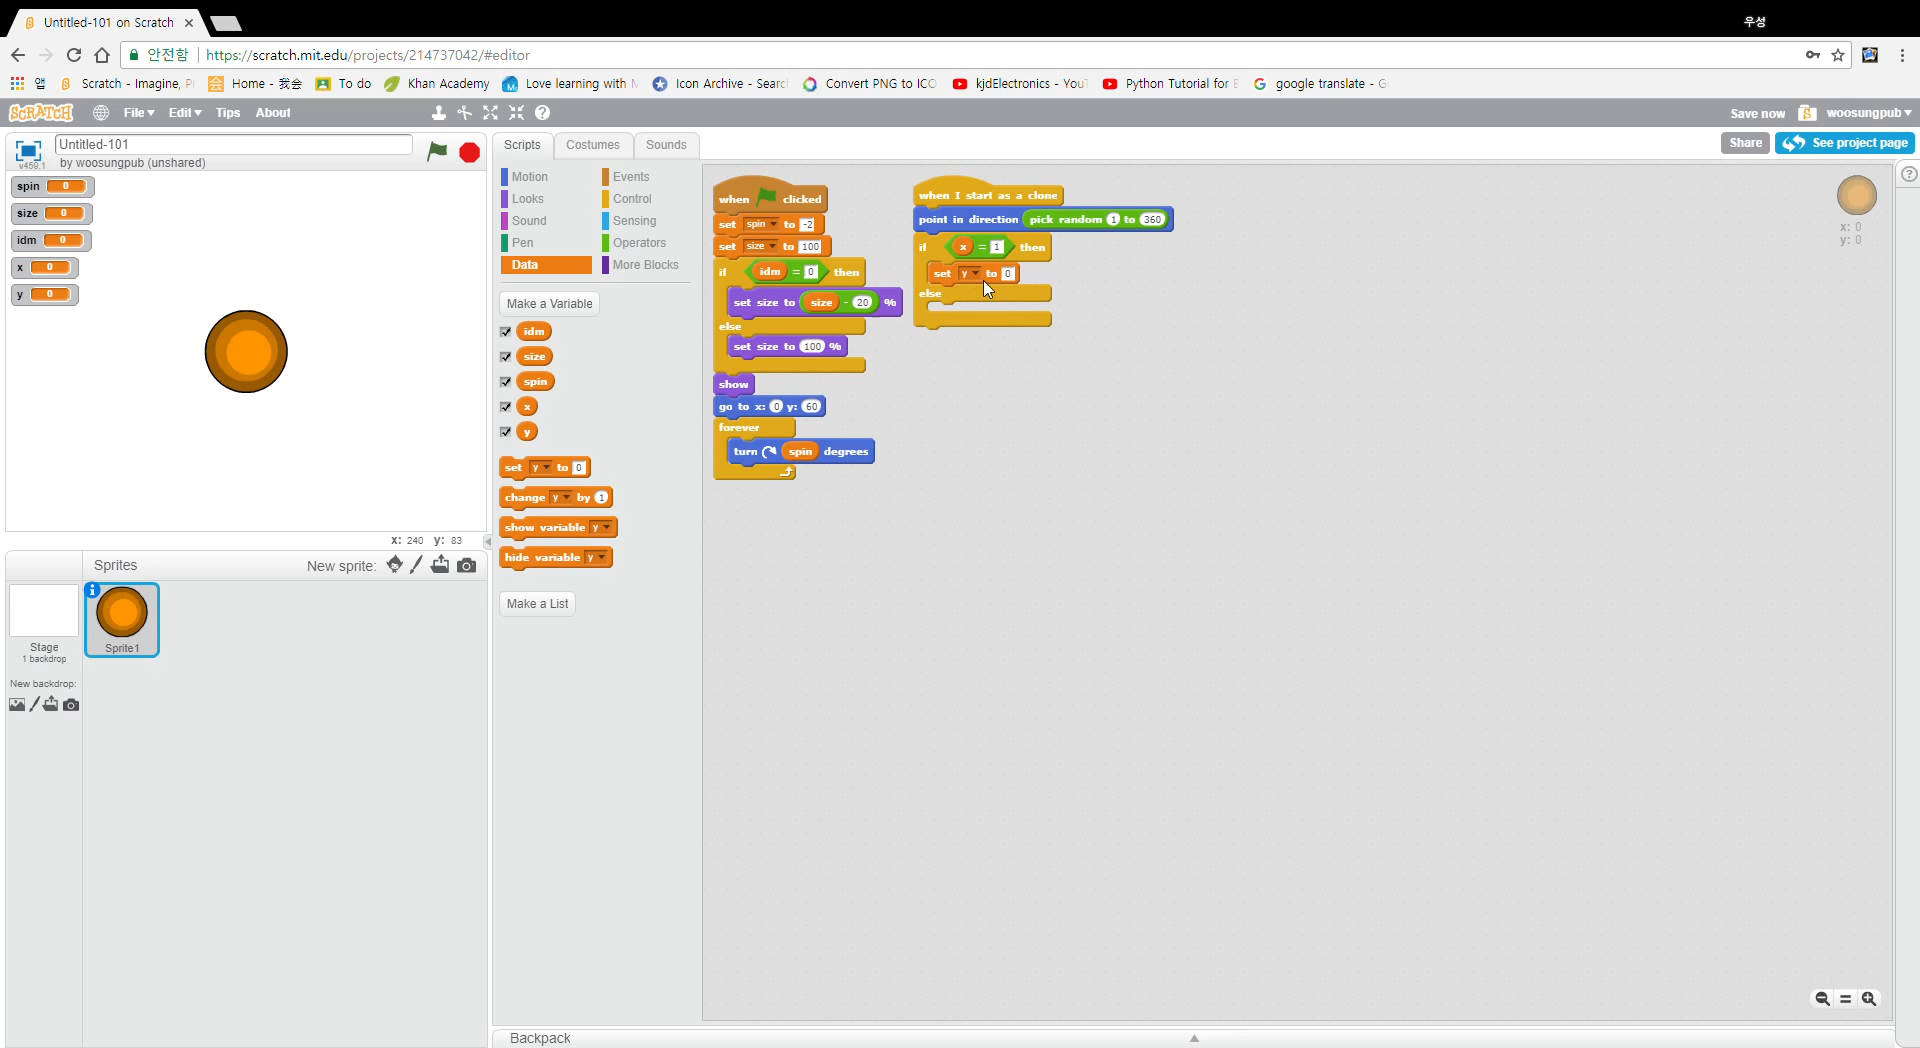 Untitled-101 on Scratch
우성
안전함 https://scratch.mit.edu/projects/214737042/#editor
앱 Scratch - Imagine, P Home - 我会 To do Khan Academy Love learning with M Icon Archive - Searc Convert PNG to ICO kjdElectronics - You Python Tutorial for B google translate - G
SCRATCH File Edit Tips About Save now woosungpub
Share See project page
Untitled-101
by woosungpub (unshared)
v459.1
spin 0
size 0
idm 0
x 0
y 0
x: 240 y: 83
Sprites New sprite:
Sprite1
Stage
1 backdrop
New backdrop:
Scripts Costumes Sounds
Motion Events
Looks Control
Sound Sensing
Pen Operators
Data More Blocks
Make a Variable
idm
size
spin
x
y
set y to 0
change y by 1
show variable y
hide variable y
Make a List
when clicked
set spin to -2
set size to 100
if idm = 0 then
set size to size - 20 %
else
set size to 100 %
show
go to x: 0 y: 60
forever
turn spin degrees
when I start as a clone
point in direction pick random 1 to 360
if x = 1 then
set y to 0
else
x: 0
y: 0
Backpack